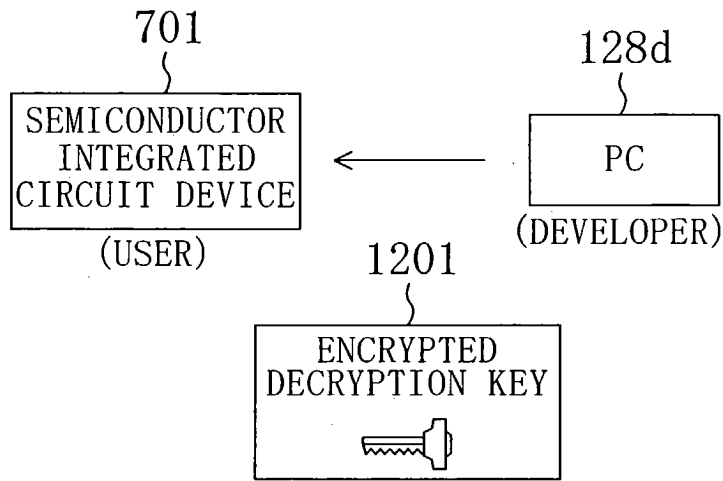 701
SEMICONDUCTOR
INTEGRATED
CIRCUIT DEVICE
(USER)
128d
PC
(DEVELOPER)
1201
ENCRYPTED
DECRYPTION KEY